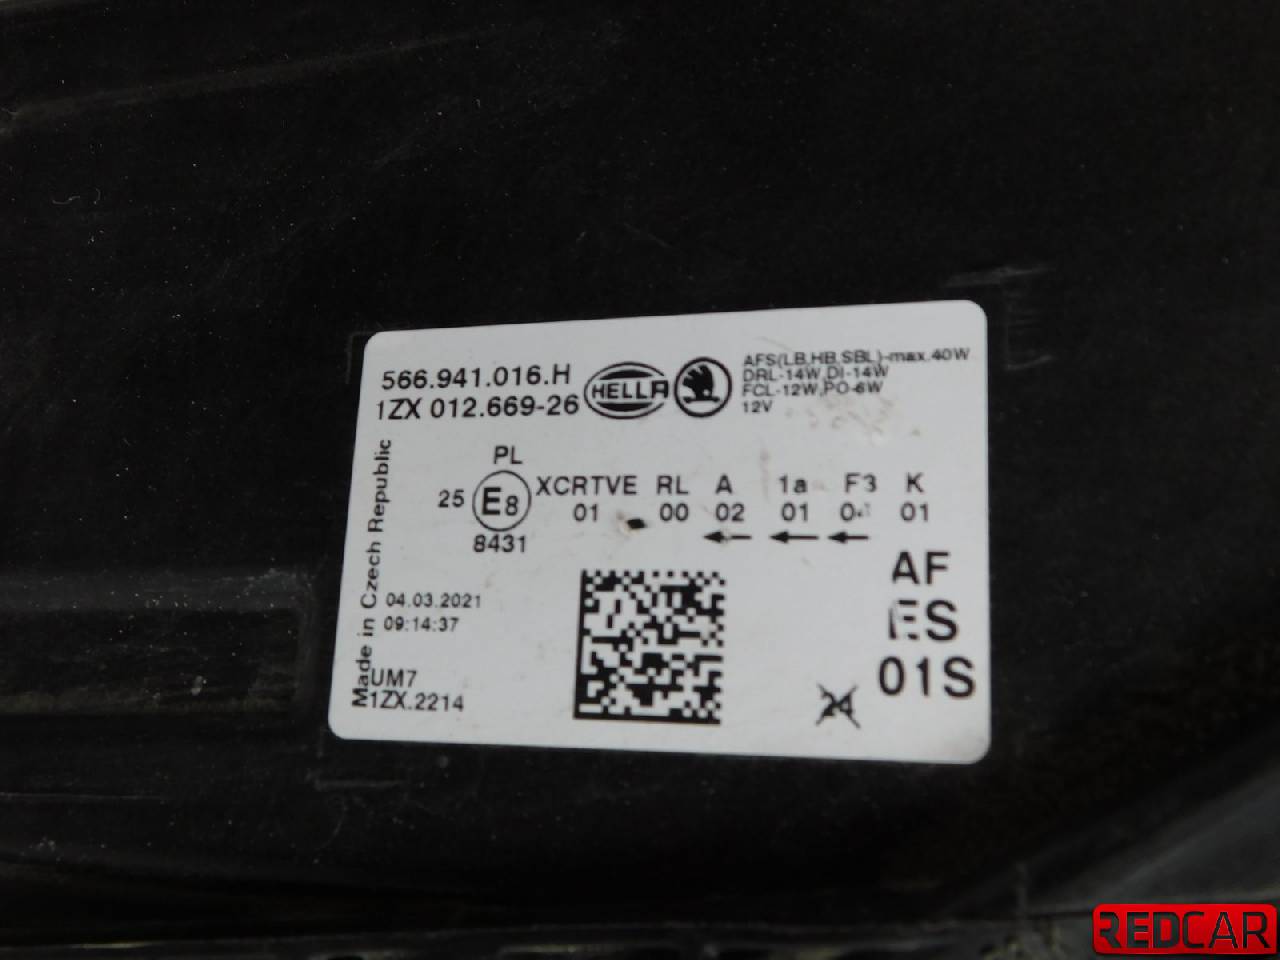 566.941.016.H
1ZX 012.669-26
HELLA
AFS(LB,HB,SBL)-max.40W
DRL-14W,DI-14W
FCL-12W,PO-6W
12V
Made in Czech Republic
PL
25 E8
8431
XCRTVE RL A 1a F3 K
01 00 02 01 01
04.03.2021
09:14:37
UM7
1ZX.2214
AF
ES
01S
24
REDCAR